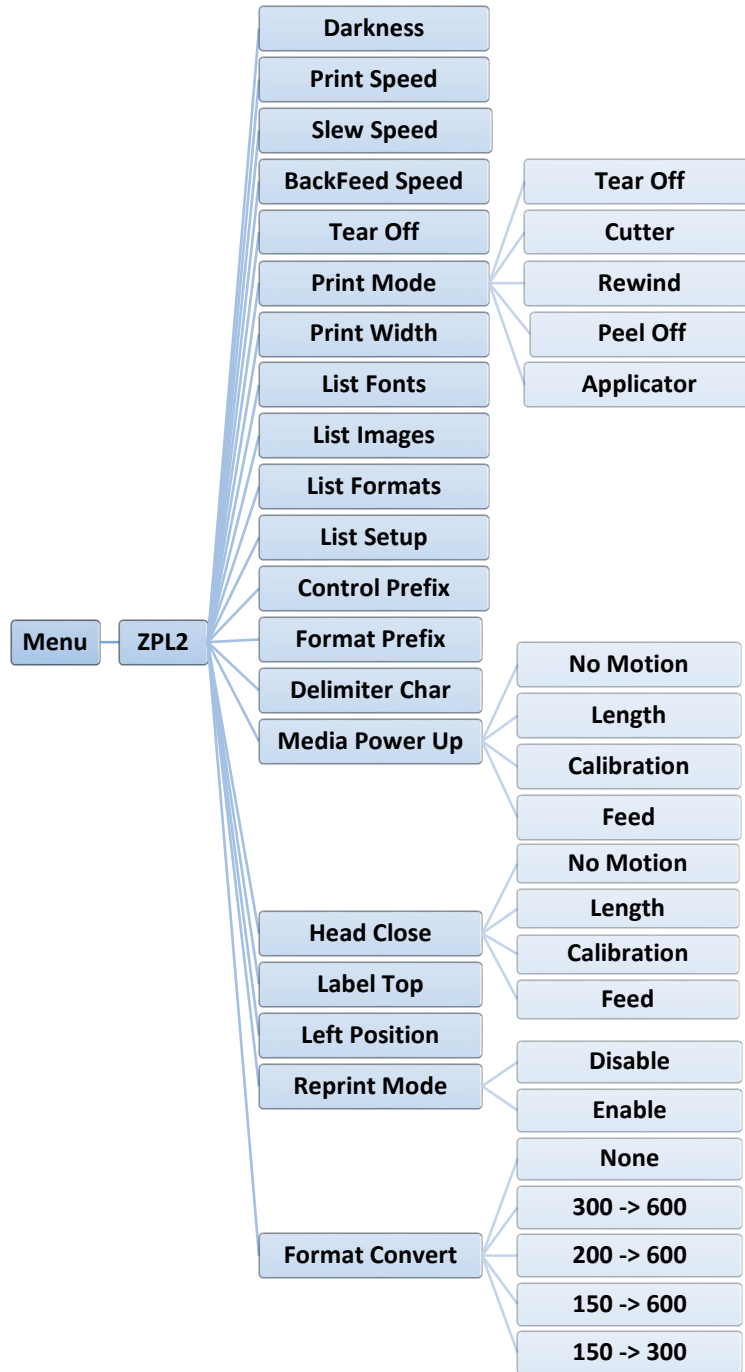 Menu
ZPL2
Darkness
Print Speed
Slew Speed
BackFeed Speed
Tear Off
Print Mode
Tear Off
Cutter
Rewind
Peel Off
Applicator
Print Width
List Fonts
List Images
List Formats
List Setup
Control Prefix
Format Prefix
Delimiter Char
Media Power Up
No Motion
Length
Calibration
Feed
Head Close
No Motion
Length
Calibration
Feed
Label Top
Left Position
Reprint Mode
Disable
Enable
Format Convert
None
300 -> 600
200 -> 600
150 -> 600
150 -> 300